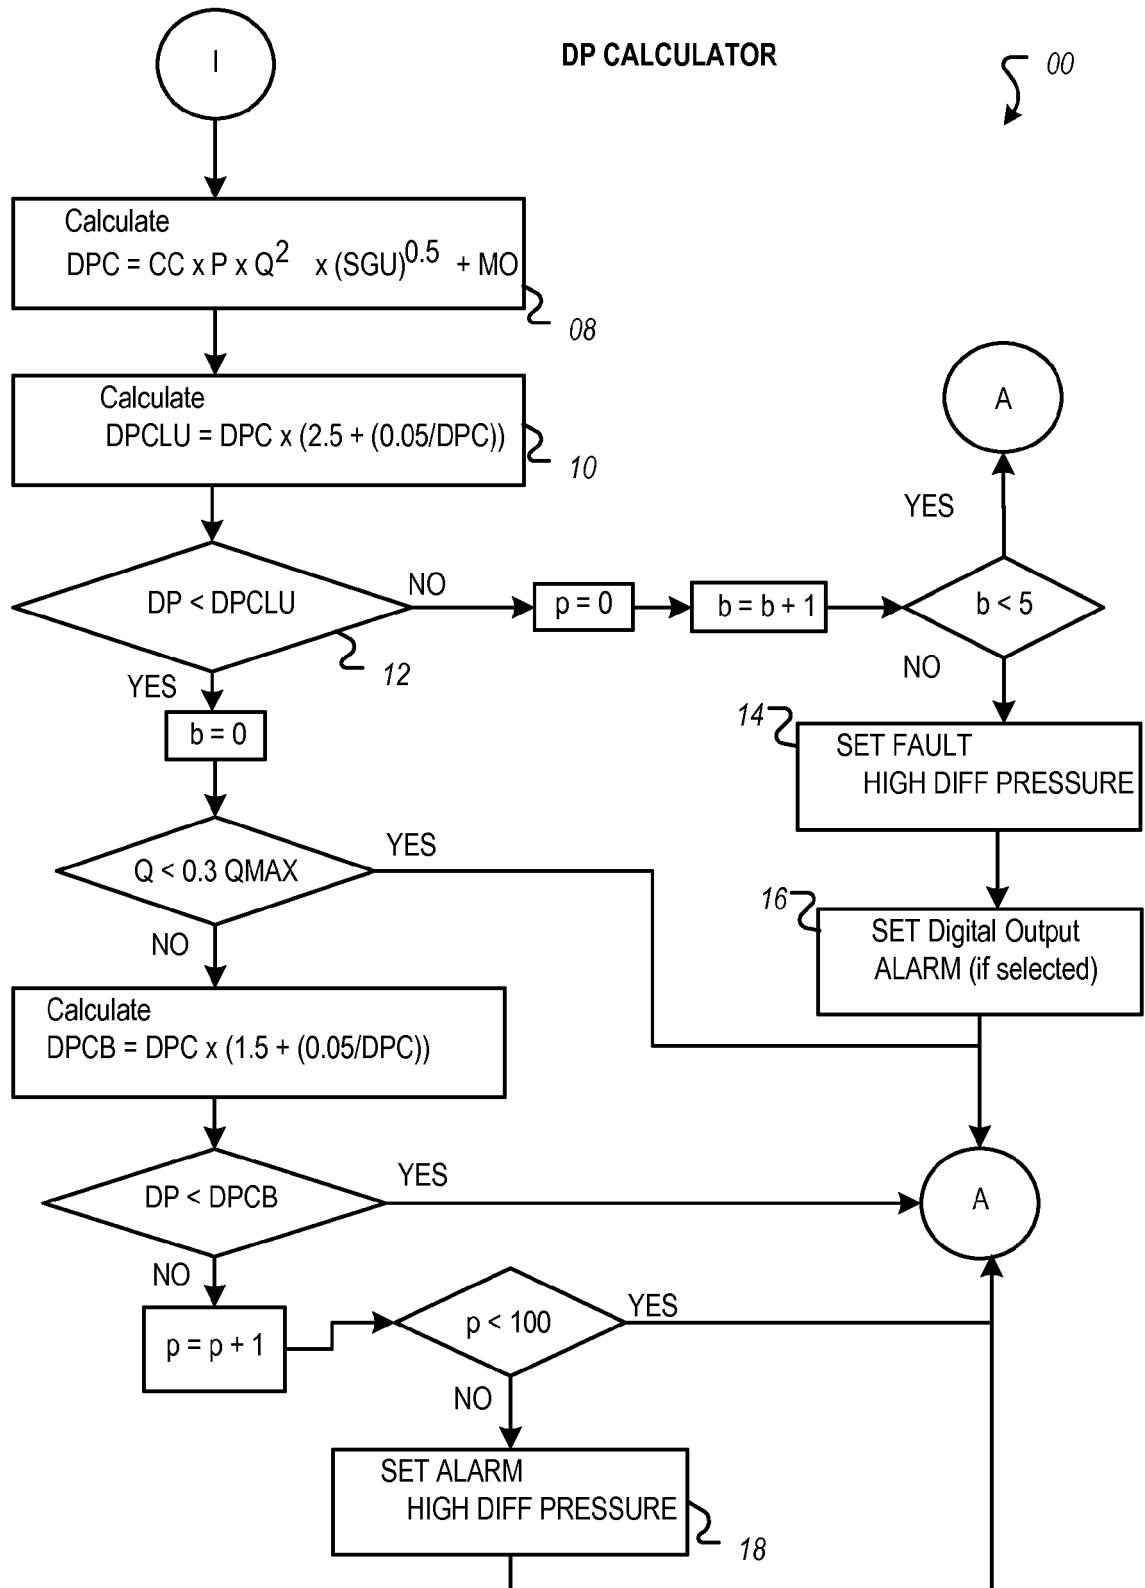 DP CALCULATOR
00
I
Calculate
DPC = CC x P x Q² x (SGU)^0.5 + MO
08
Calculate
DPCLU = DPC x (2.5 + (0.05/DPC))
10
A
YES
DP < DPCLU
NO
p = 0
b = b + 1
b < 5
12
YES
NO
b = 0
14
SET FAULT
HIGH DIFF PRESSURE
Q < 0.3 QMAX
YES
NO
16
SET Digital Output
ALARM (if selected)
Calculate
DPCB = DPC x (1.5 + (0.05/DPC))
DP < DPCB
YES
A
NO
p = p + 1
p < 100
YES
NO
SET ALARM
HIGH DIFF PRESSURE
18